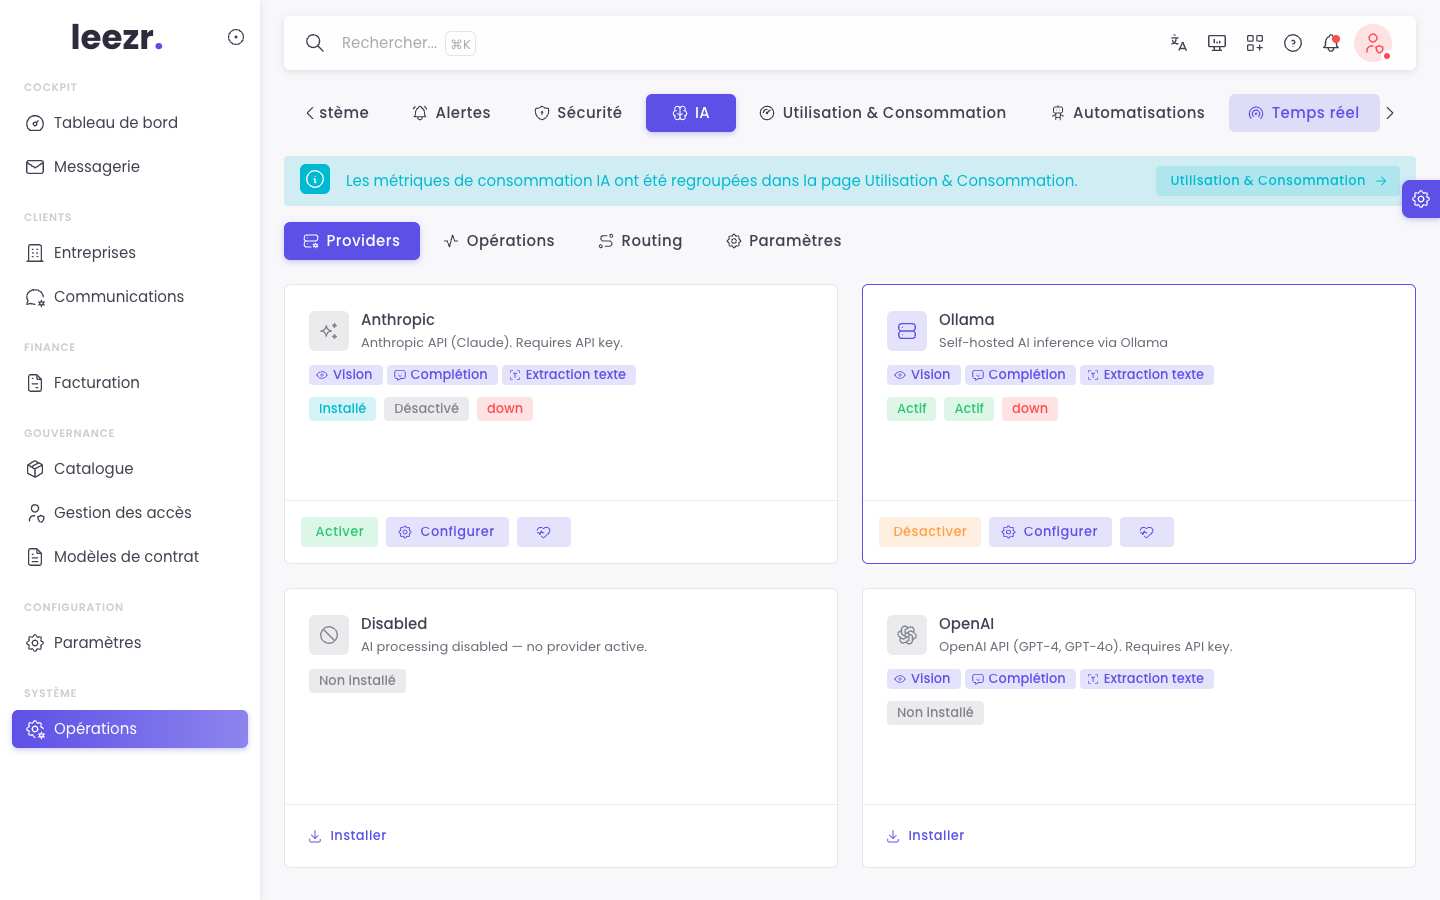 leezr.
COCKPIT
Tableau de bord
Messagerie
CLIENTS
Entreprises
Communications
FINANCE
Facturation
GOUVERNANCE
Catalogue
Gestion des accès
Modèles de contrat
CONFIGURATION
Paramètres
SYSTÈME
Opérations
Rechercher... ⌘K
stème Alertes Sécurité IA Utilisation & Consommation Automatisations Temps réel
Les métriques de consommation IA ont été regroupées dans la page Utilisation & Consommation. Utilisation & Consommation →
Providers Opérations Routing Paramètres
Anthropic
Anthropic API (Claude). Requires API key.
Vision Complétion Extraction texte
Installé Désactivé down
Activer Configurer
Ollama
Self-hosted AI inference via Ollama
Vision Complétion Extraction texte
Actif Actif down
Désactiver Configurer
Disabled
AI processing disabled — no provider active.
Non installé
Installer
OpenAI
OpenAI API (GPT-4, GPT-4o). Requires API key.
Vision Complétion Extraction texte
Non installé
Installer